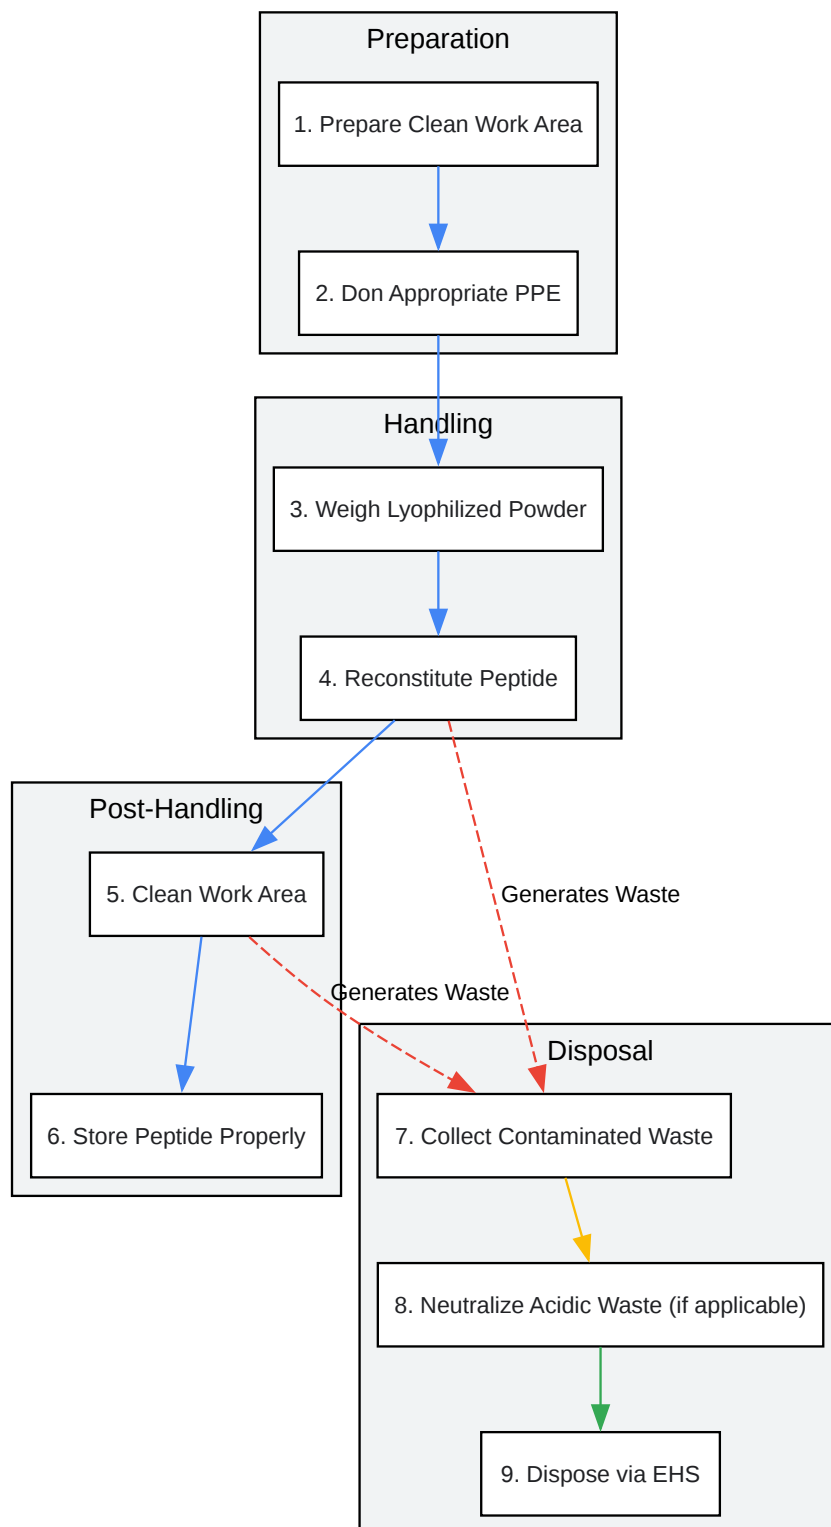 Preparation
1. Prepare Clean Work Area
2. Don Appropriate PPE
Handling
3. Weigh Lyophilized Powder
4. Reconstitute Peptide
Post-Handling
5. Clean Work Area
Generates Waste
Generates Waste
Disposal
6. Store Peptide Properly
7. Collect Contaminated Waste
8. Neutralize Acidic Waste (if applicable)
9. Dispose via EHS